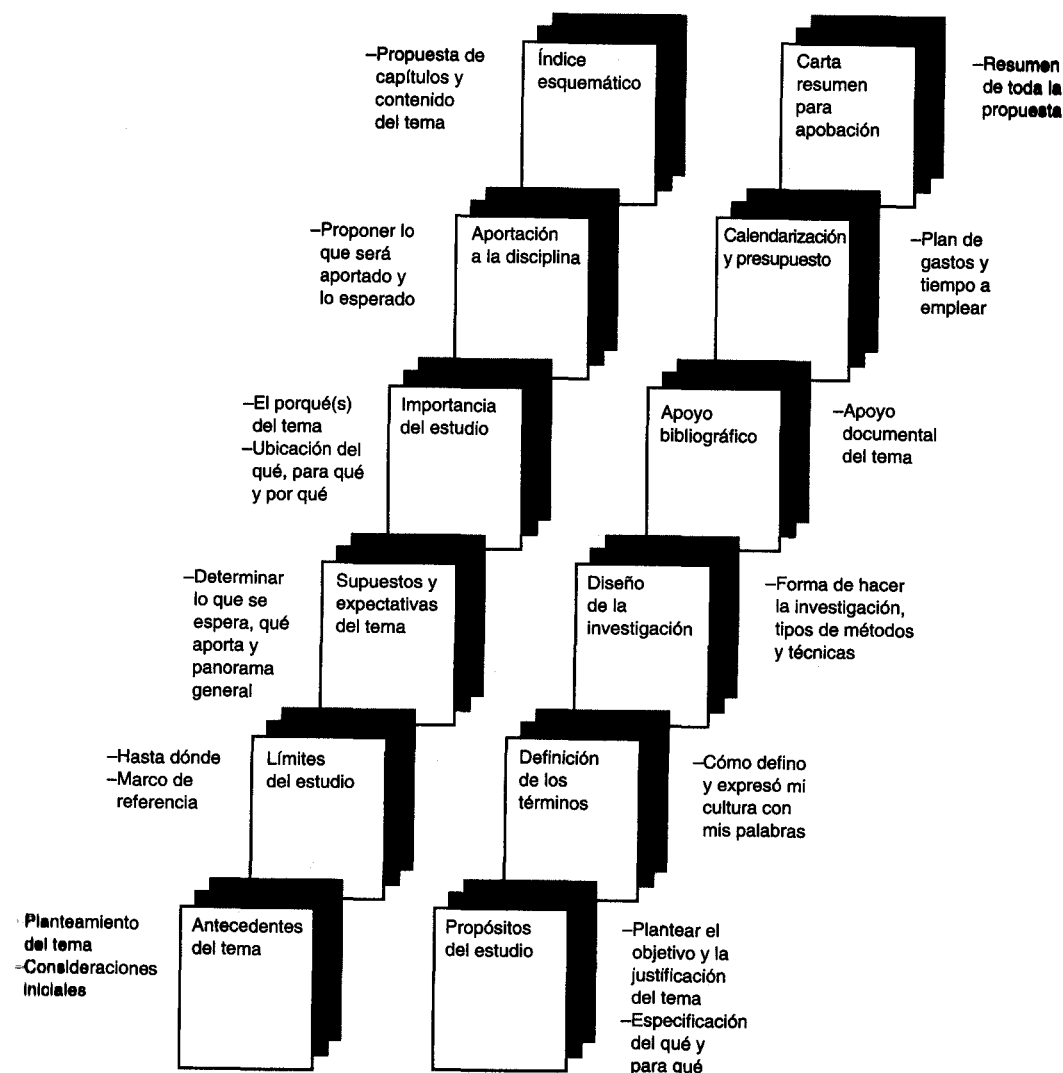 –Propuesta de
capítulos y
contenido
del tema
Índice
esquemático
Carta
resumen
para
apobación
–Resumen
de toda la
propuesta
–Proponer lo
que será
aportado y
lo esperado
Aportación
a la disciplina
Calendarización
y presupuesto
–Plan de
gastos y
tiempo a
emplear
–El porqué(s)
del tema
–Ubicación del
qué, para qué
y por qué
Importancia
del estudio
Apoyo
bibliográfico
–Apoyo
documental
del tema
–Determinar
lo que se
espera, qué
aporta y
panorama
general
Supuestos y
expectativas
del tema
Diseño
de la
investigación
–Forma de hacer
la investigación,
tipos de métodos
y técnicas
–Hasta dónde
–Marco de
referencia
Límites
del estudio
Definición
de los
términos
–Cómo defino
y expresó mi
cultura con
mis palabras
–Planteamiento
del tema
–Consideraciones
iniciales
Antecedentes
del tema
Propósitos
del estudio
–Plantear el
objetivo y la
justificación
del tema
–Especificación
del qué y
para qué